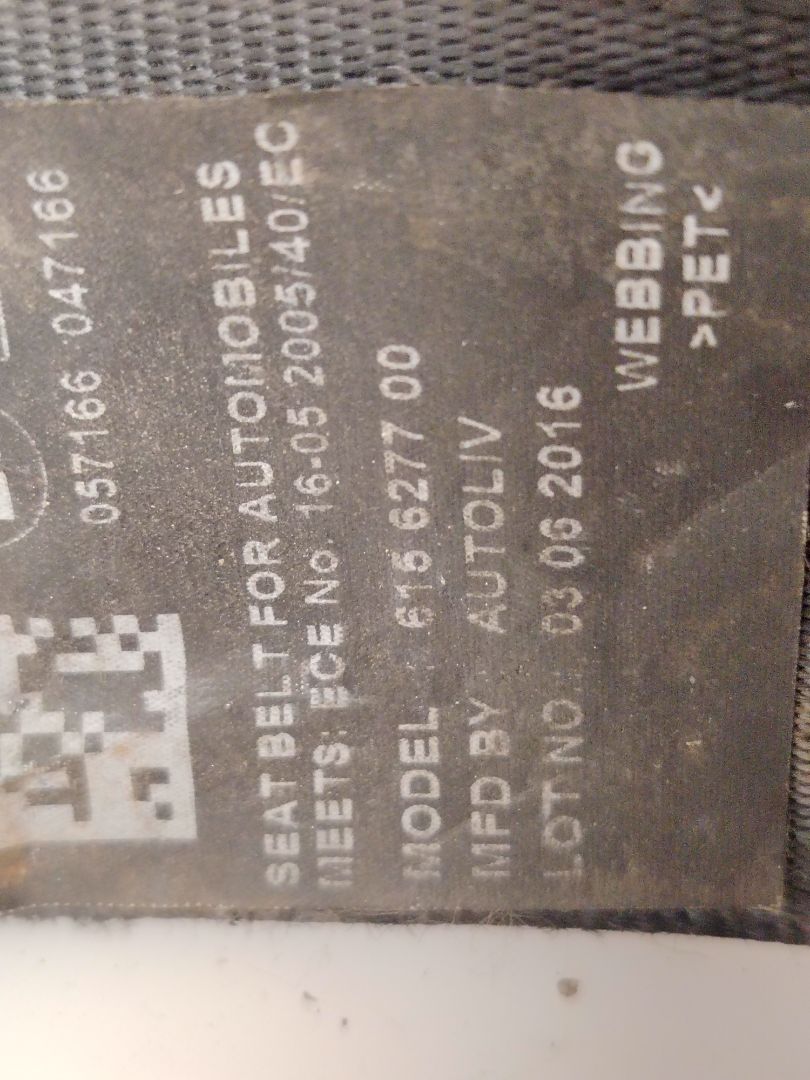 057166 047166
SEAT BELT FOR AUTOMOBILES
MEETS: ECE No. 16-05 2005/40/EC
MODEL : 615 6277 00
MFD BY : AUTOLIV
LOT NO.: 03 06 2016
WEBBING
>PET<